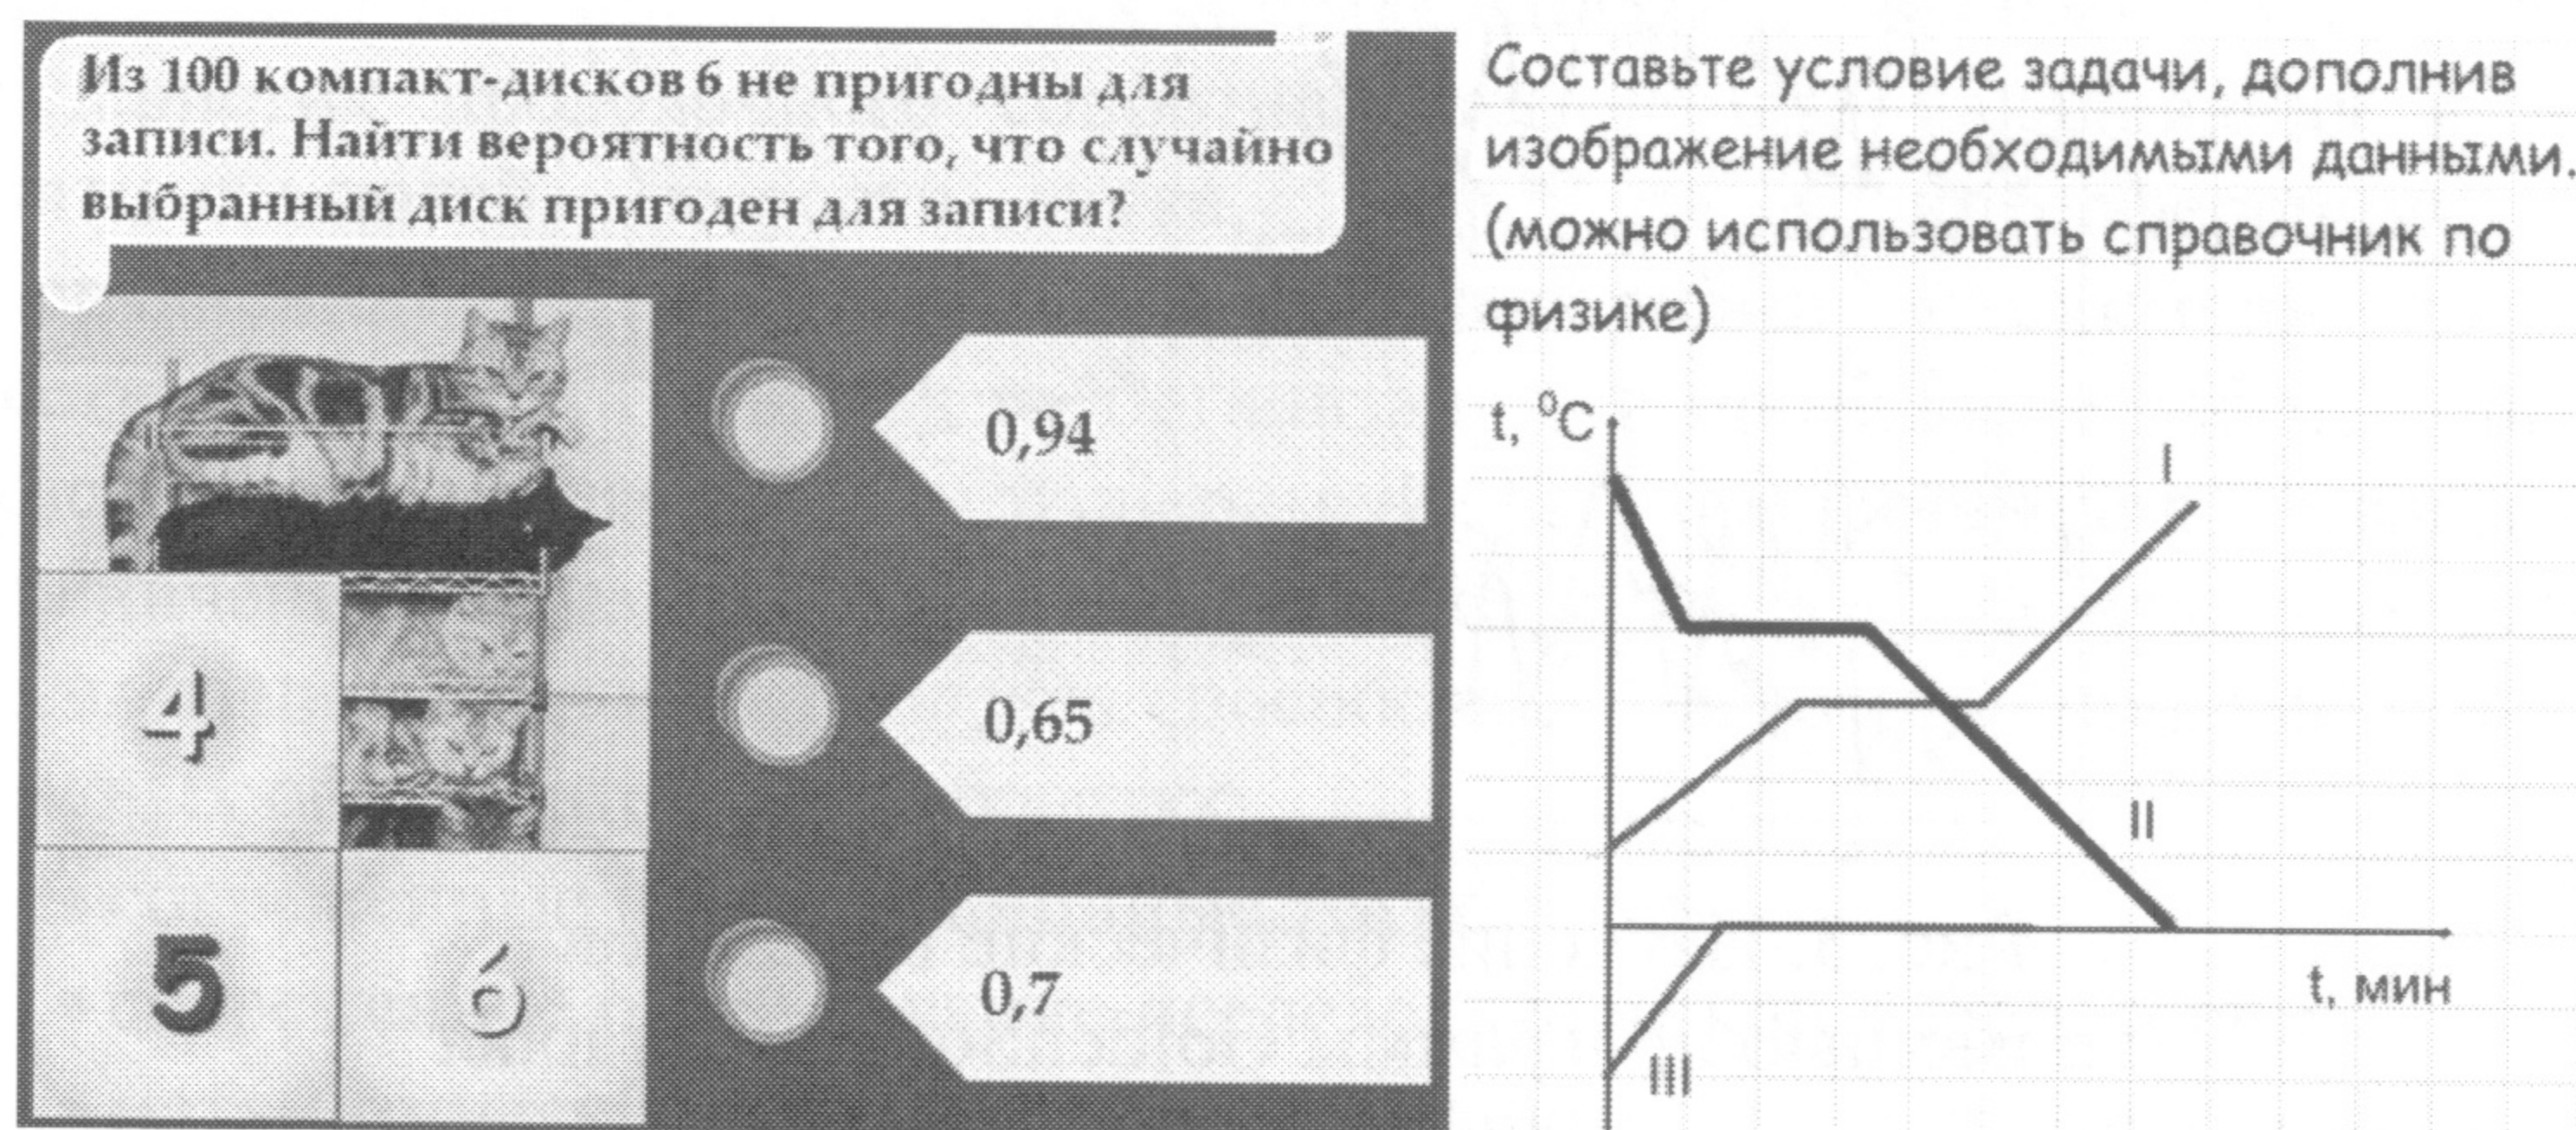 Из 100 компакт-дисков 6 не пригодны для
записи. Найти вероятность того, что случайно
выбранный диск пригоден для записи?
0,94
4
0,65
5
6
0,7
Составьте условие задачи, дополнив
изображение необходимыми данными.
(можно использовать справочник по
физике)
t, ⁰C
I
II
t, мин
III